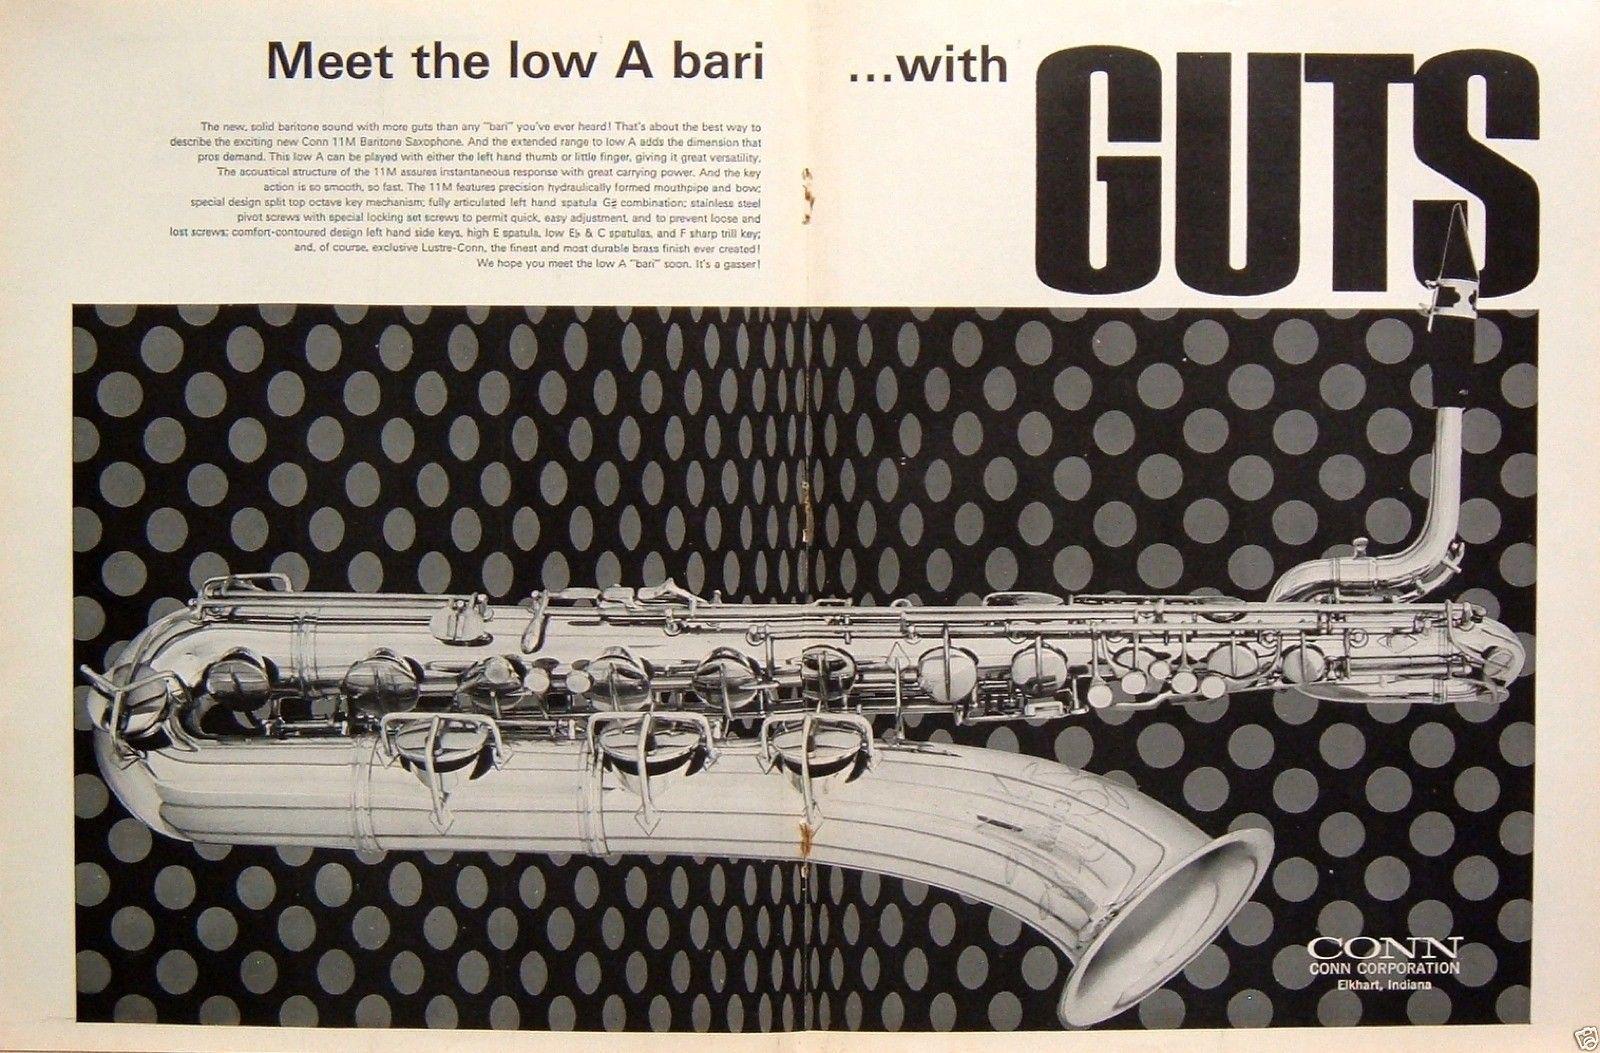 Meet the low A bari ...with GUTS
The new, solid baritone sound with more guts than any "bari" you've ever heard! That's about the best way to
describe the exciting new Conn 11M Baritone Saxophone. And the extended range to low A adds the dimension that
pros demand. This low A can be played with either the left hand thumb or little finger, giving it great versatility.
The acoustical structure of the 11M assures instantaneous response with great carrying power. And the key
action is so smooth, so fast. The 11M features precision hydraulically formed mouthpipe and bow;
special design split top octave key mechanism; fully articulated left hand spatula G♯ combination; stainless steel
pivot screws with special locking set screws to permit quick, easy adjustment, and to prevent loose and
lost screws; comfort-contoured design left hand side keys, high E spatula, low E♭ & C spatulas, and F sharp trill key;
and, of course, exclusive Lustre-Conn, the finest and most durable brass finish ever created!
We hope you meet the low A "bari" soon. It's a gasser!
CONN
CONN CORPORATION
Elkhart, Indiana